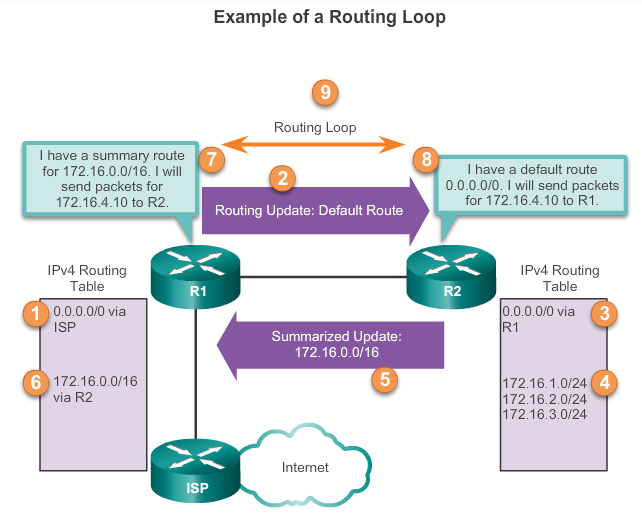 Example of a Routing Loop
9
Routing Loop
7
I have a summary route
for 172.16.0.0/16. I will
send packets for
172.16.4.10 to R2.
8
I have a default route
0.0.0.0/0. I will send packets
for 172.16.4.10 to R1.
2
Routing Update: Default Route
R1
R2
IPv4 Routing
Table
1
0.0.0.0/0 via
ISP
6
172.16.0.0/16
via R2
Summarized Update:
172.16.0.0/16
5
IPv4 Routing
Table
0.0.0.0/0 via
R1
3
172.16.1.0/24
172.16.2.0/24
172.16.3.0/24
4
ISP
Internet